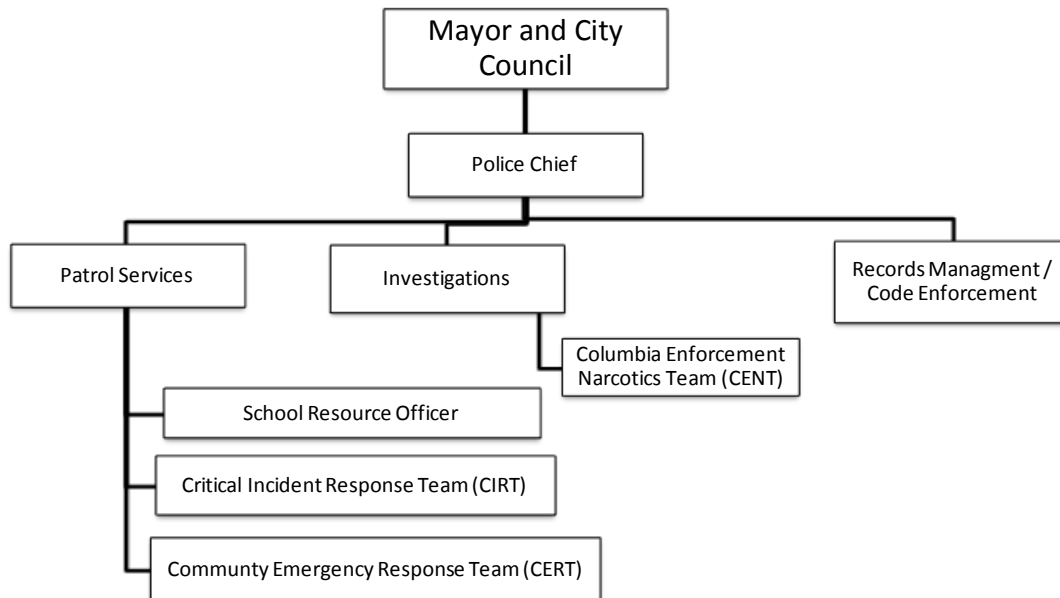 Mayor and City
Council
Police Chief
Patrol Services
Investigations
Records Managment /
Code Enforcement
Columbia Enforcement
Narcotics Team (CENT)
School Resource Officer
Critical Incident Response Team (CIRT)
Communty Emergency Response Team (CERT)